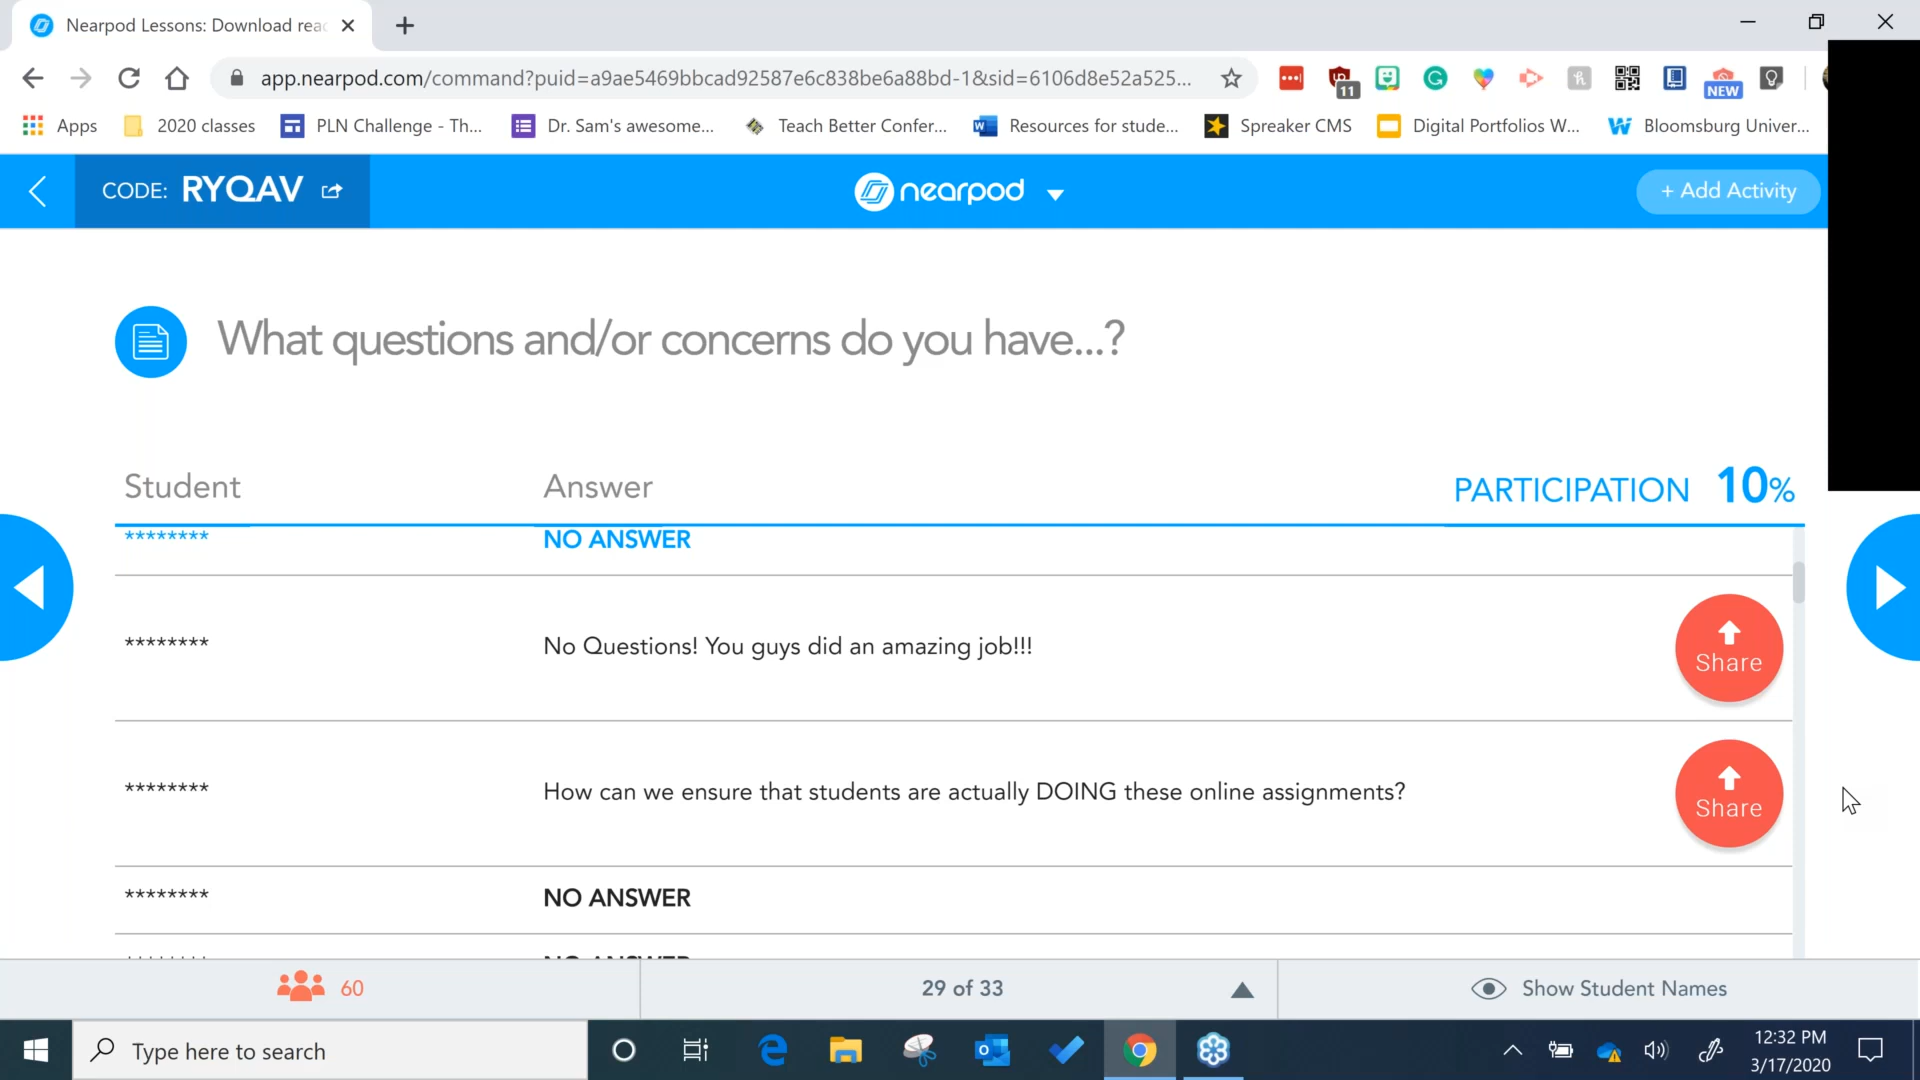 Nearpod Lessons: Download reac
app.nearpod.com/command?puid=a9ae5469bbcad92587e6c838be6a88bd-1&sid=6106d8e52a525...
11
NEW
Apps
2020 classes
PLN Challenge - Th...
Dr. Sam's awesome...
Teach Better Confer...
Resources for stude...
Spreaker CMS
Digital Portfolios W...
Bloomsburg Univer...
CODE: RYQAV
nearpod
+ Add Activity
What questions and/or concerns do you have...?
Student
Answer
PARTICIPATION 10%
******** NO ANSWER
******** No Questions! You guys did an amazing job!!!
Share
******** How can we ensure that students are actually DOING these online assignments?
Share
******** NO ANSWER
NO ANSWER
60
29 of 33
Show Student Names
Type here to search
12:32 PM
3/17/2020